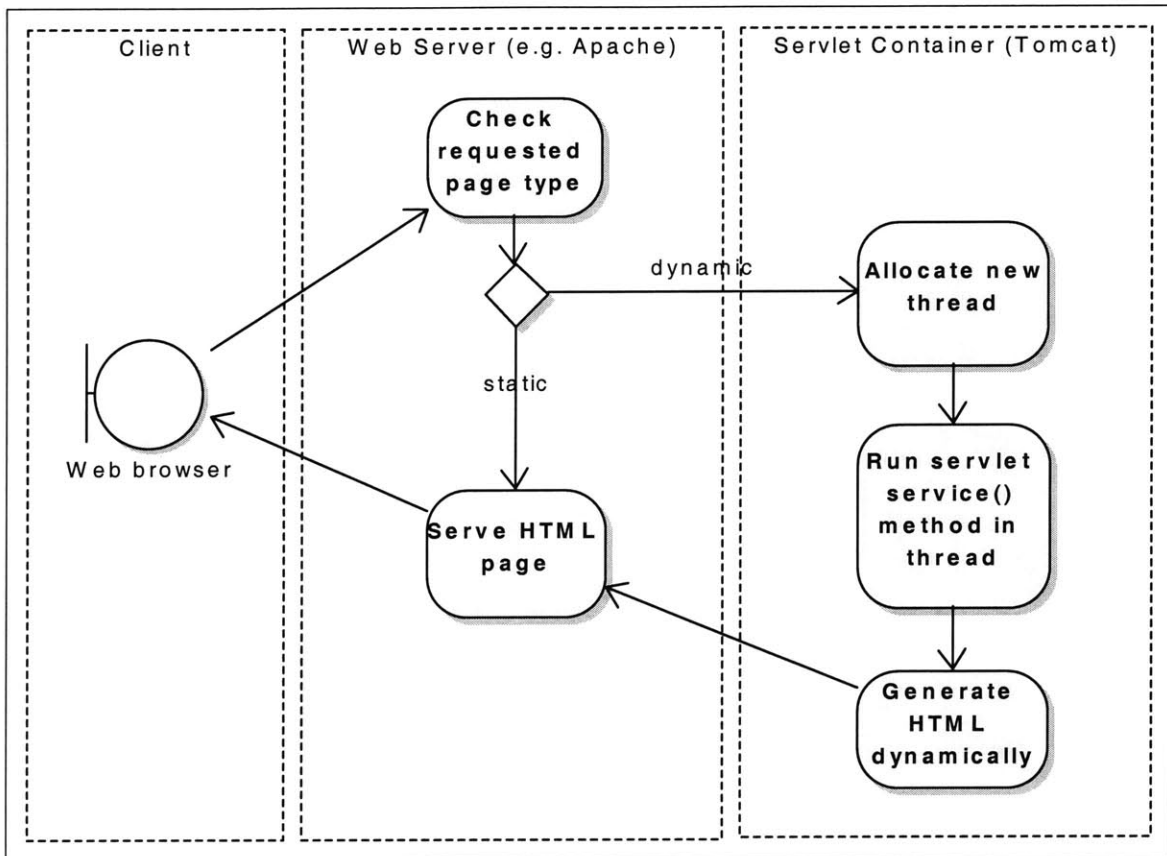 Client
Web Server (e.g. Apache)
Servlet Container (Tomcat)
Check
requested
page type
dynamic
Allocate new
thread
static
Web browser
Run servlet
service()
method in
thread
Serve HTML
page
Generate
HTML
dynamically